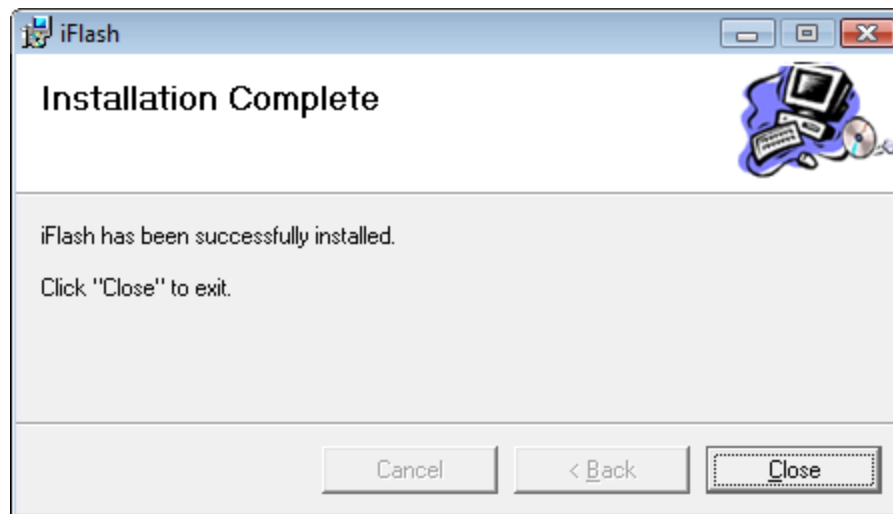 iFlash
Installation Complete
iFlash has been successfully installed.
Click "Close" to exit.
Cancel
< Back
Close